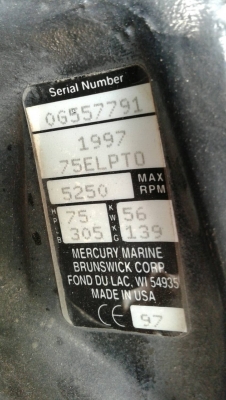 Serial Number
0G557791
1997
75ELPTO
5250 MAX RPM
HP 75 KW 56
LB 305 KG 139
MERCURY MARINE
BRUNSWICK CORP.
FOND DU LAC, WI 54935
MADE IN USA
CE 97